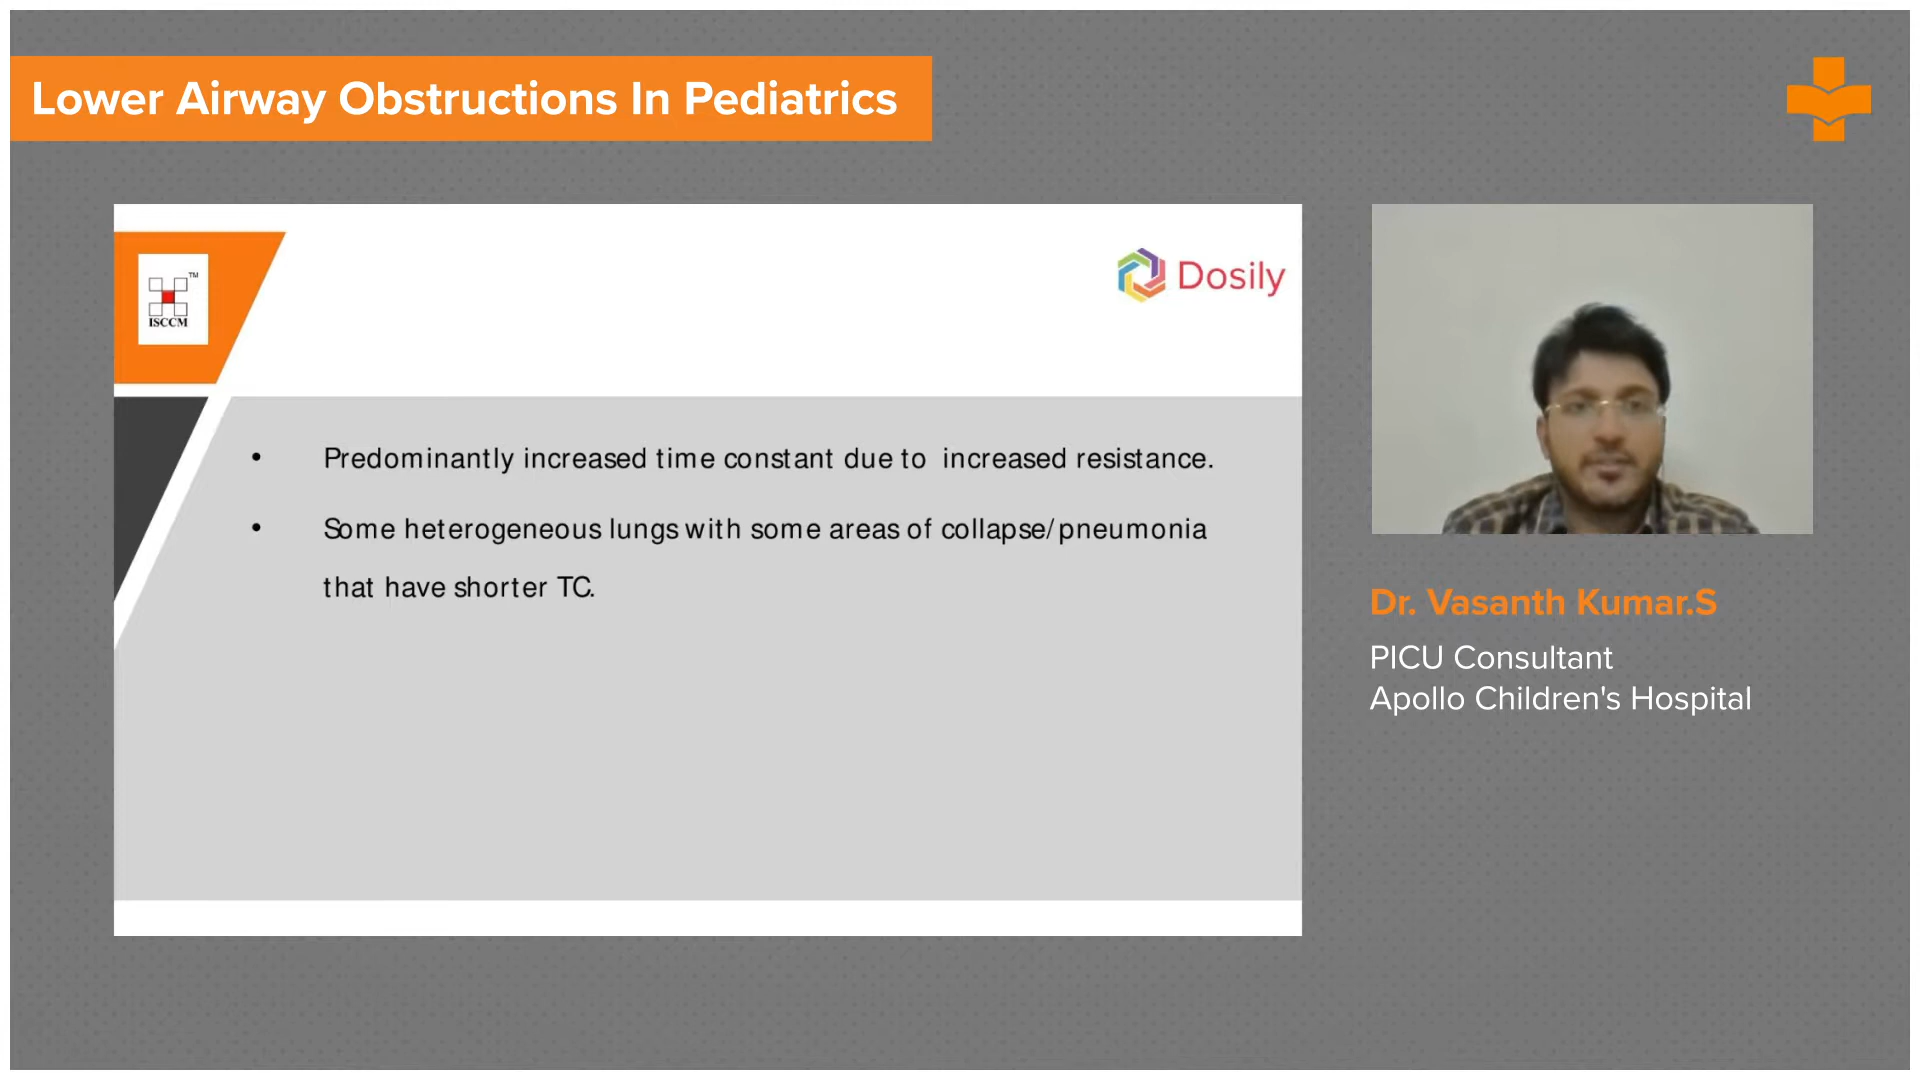 Lower Airway Obstructions In Pediatrics
TM
ISCCM
Dosily
• Predominantly increased time constant due to increased resistance.
• Some heterogeneous lungs with some areas of collapse/pneumonia
that have shorter TC.
Dr. Vasanth Kumar.S
PICU Consultant
Apollo Children's Hospital